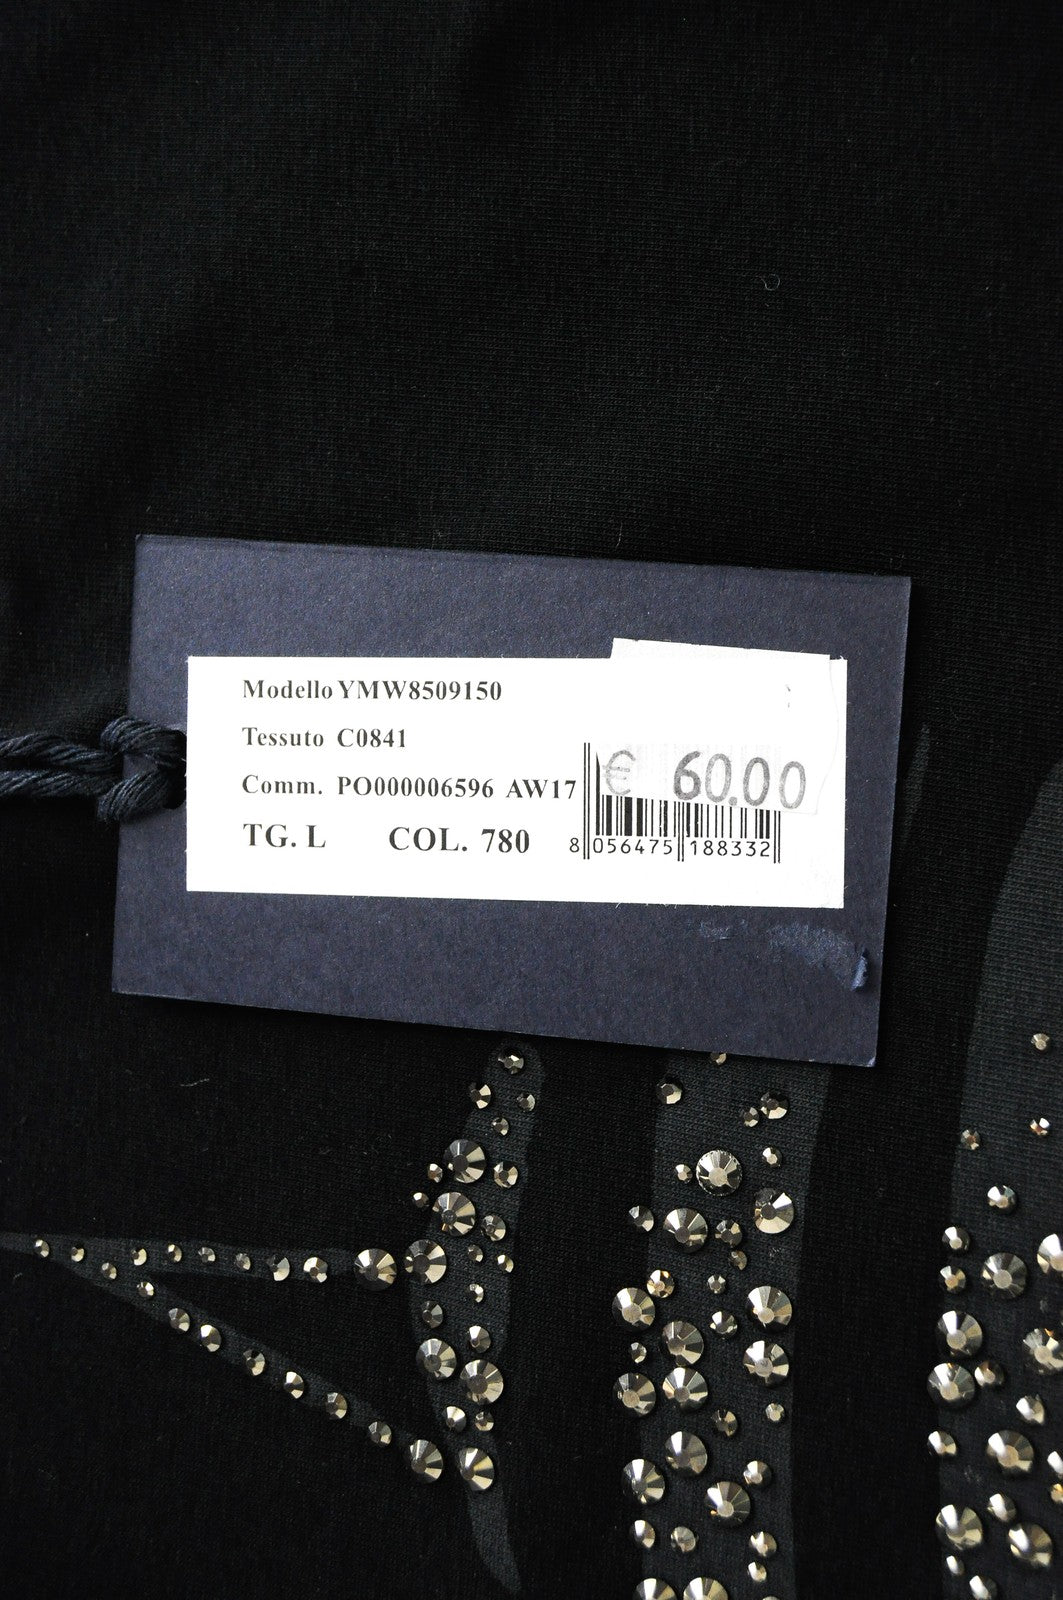 Modello YMW8509150
Tessuto C0841
Comm. PO000006596 AW17
€ 60.00
TG. L COL. 780
8 056475 188332